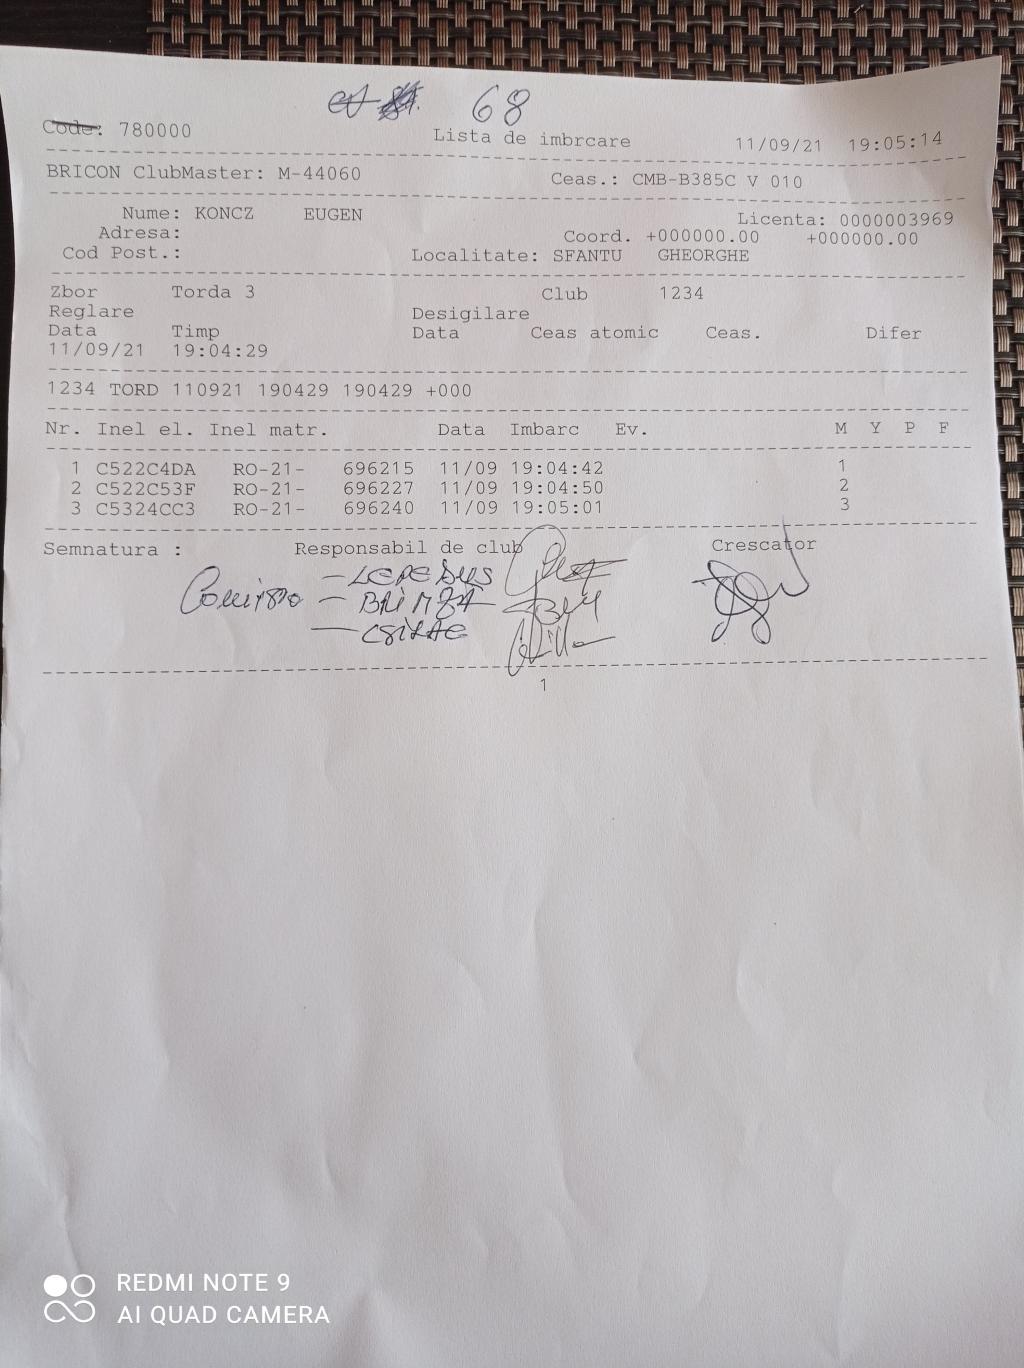 68
Code: 780000 Lista de imbrcare 11/09/21 19:05:14
BRICON ClubMaster: M-44060 Ceas.: CMB-B385C V 010
Nume: KONCZ EUGEN Licenta: 0000003969
Adresa: Coord. +000000.00 +000000.00
Cod Post.: Localitate: SFANTU GHEORGHE
Zbor Torda 3 Club 1234
Reglare Desigilare
Data Timp Data Ceas atomic Ceas. Difer
11/09/21 19:04:29
1234 TORD 110921 190429 190429 +000
Nr. Inel el. Inel matr. Data Imbarc Ev. M Y P F
1 C522C4DA RO-21- 696215 11/09 19:04:42 1
2 C522C53F RO-21- 696227 11/09 19:04:50 2
3 C5324CC3 RO-21- 696240 11/09 19:05:01 3
Semnatura : Responsabil de club Crescator
1
REDMI NOTE 9
AI QUAD CAMERA